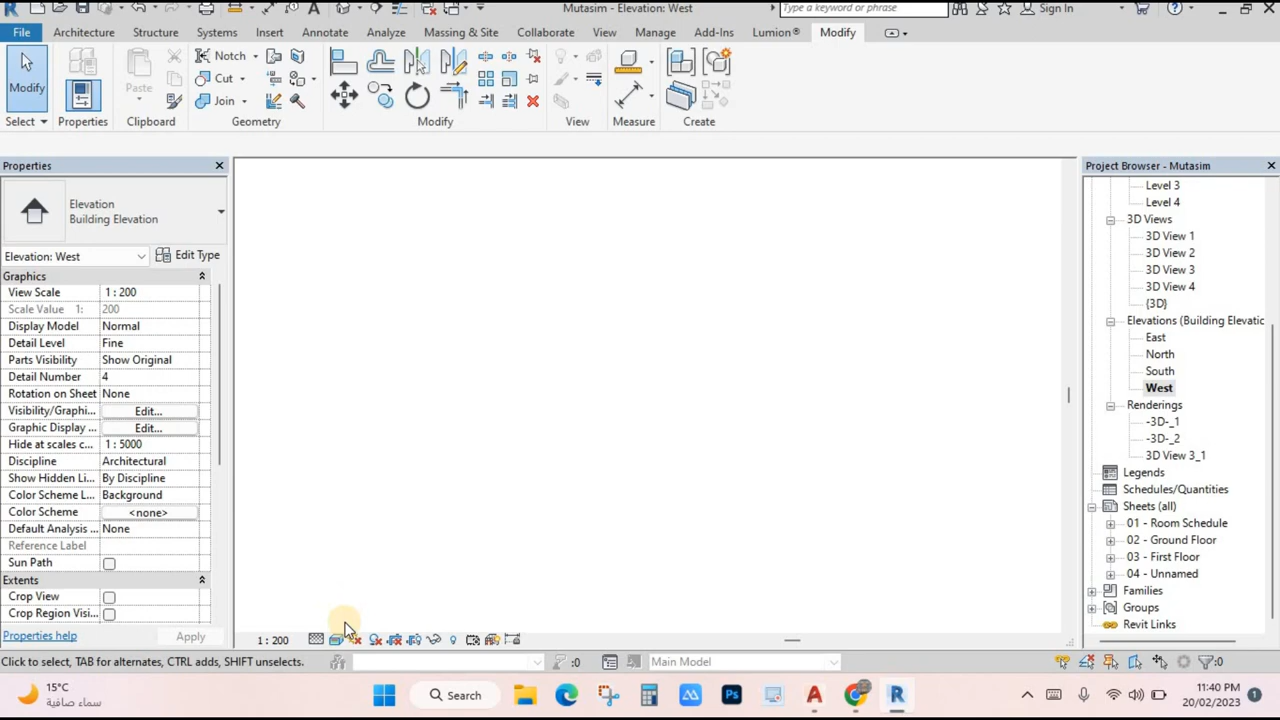 Mutasim - Elevation: West
Type a keyword or phrase
Sign In
File
Architecture
Structure
Systems
Insert
Annotate
Analyze
Massing & Site
Collaborate
View
Manage
Add-Ins
Lumion®
Modify
Modify
Paste
Notch
Cut
Join
Select
Properties
Clipboard
Geometry
Modify
View
Measure
Create
Properties
Elevation
Building Elevation
Elevation: West
Edit Type
Graphics
View Scale 1 : 200
Scale Value 1: 200
Display Model Normal
Detail Level Fine
Parts Visibility Show Original
Detail Number 4
Rotation on Sheet None
Visibility/Graphi... Edit...
Graphic Display ... Edit...
Hide at scales c... 1 : 5000
Discipline Architectural
Show Hidden Li... By Discipline
Color Scheme L... Background
Color Scheme <none>
Default Analysis ... None
Reference Label
Sun Path
Extents
Crop View
Crop Region Visi...
Properties help
Apply
1 : 200
Project Browser - Mutasim
Level 3
Level 4
3D Views
3D View 1
3D View 2
3D View 3
3D View 4
{3D}
Elevations (Building Elevatic
East
North
South
West
Renderings
-3D-_1
-3D-_2
3D View 3_1
Legends
Schedules/Quantities
Sheets (all)
01 - Room Schedule
02 - Ground Floor
03 - First Floor
04 - Unnamed
Families
Groups
Revit Links
Click to select, TAB for alternates, CTRL adds, SHIFT unselects.
:0
Main Model
:0
15°C
سماء صافية
Search
Ps
11:40 PM
20/02/2023